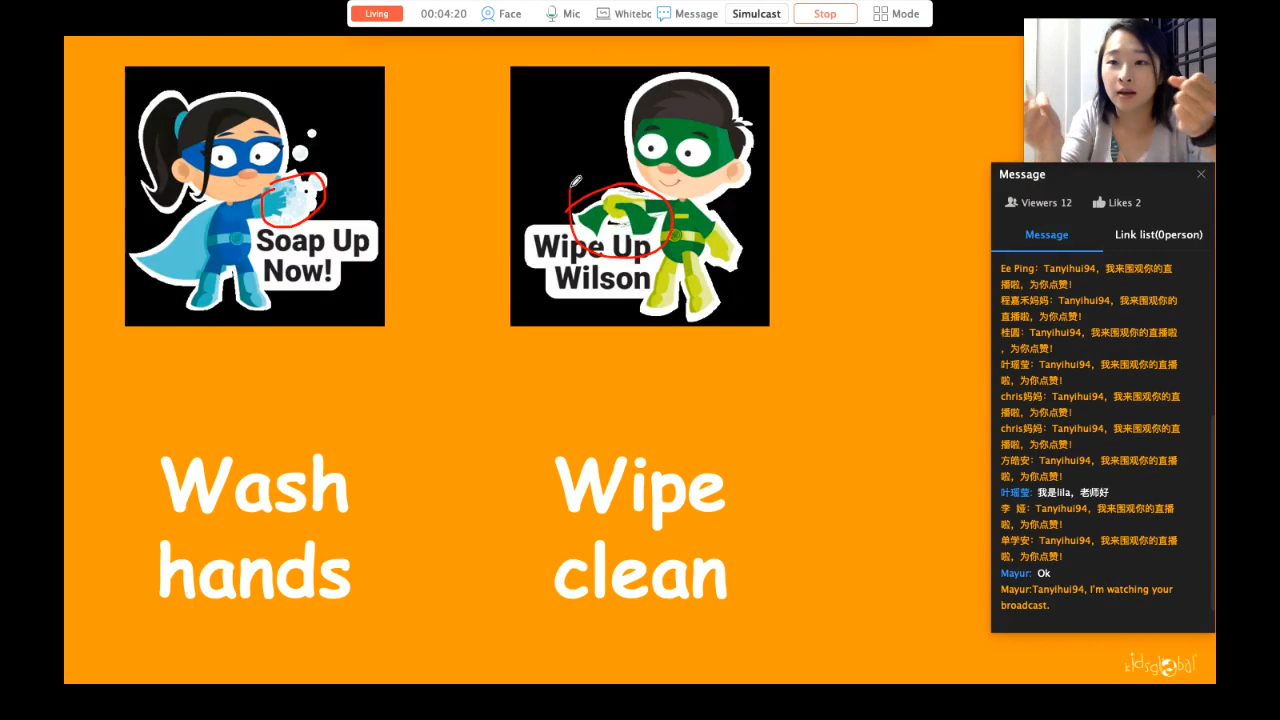 Living
00:04:20
Face
Mic
Whitebc
Message
Simulcast
Stop
Mode
Soap Up
Now!
Wipe Up
Wilson
Wash
hands
Wipe
clean
Message
Viewers 12
Likes 2
Message
Link list(0person)
Ee Ping：Tanyihui94，我来围观你的直
播啦，为你点赞！
程嘉禾妈妈：Tanyihui94，我来围观你的
直播啦，为你点赞！
桂圆：Tanyihui94，我来围观你的直播啦
，为你点赞！
叶瑶莹：Tanyihui94，我来围观你的直播
啦，为你点赞！
chris妈妈：Tanyihui94，我来围观你的直
播啦，为你点赞！
chris妈妈：Tanyihui94，我来围观你的直
播啦，为你点赞！
方皓安：Tanyihui94，我来围观你的直播
啦，为你点赞！
叶瑶莹：我是lila，老师好
李 娅：Tanyihui94，我来围观你的直播
啦，为你点赞！
单学安：Tanyihui94，我来围观你的直播
啦，为你点赞！
Mayur: Ok
Mayur:Tanyihui94, I'm watching your
broadcast.
kidsglobal